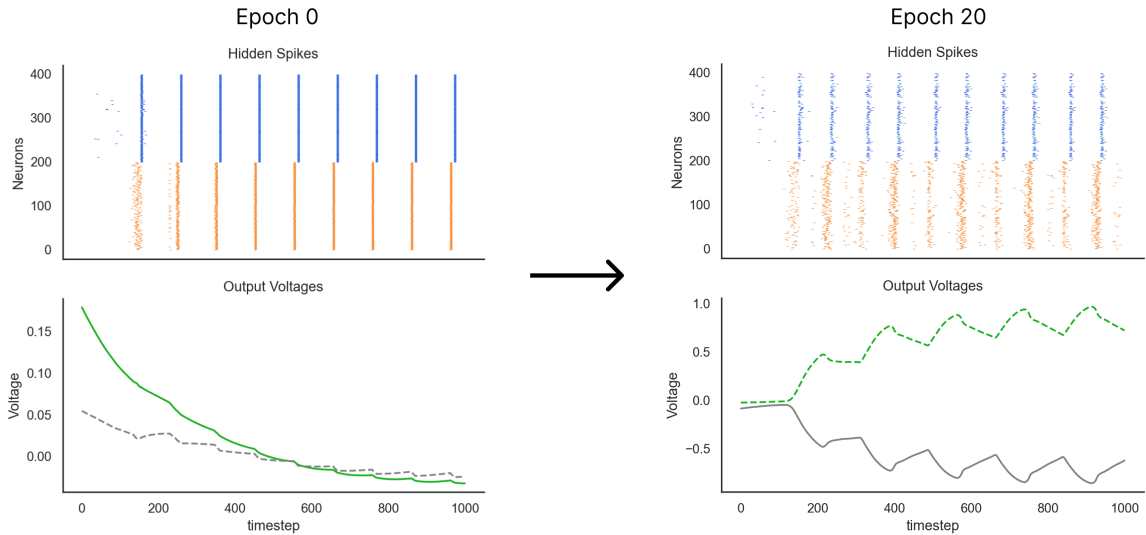 Epoch 0
Hidden Spikes
Neurons
400
300
200
100
0
Output Voltages
Voltage
0.15
0.10
0.05
0.00
0 200 400 600 800 1000
timestep
Epoch 20
Hidden Spikes
Neurons
400
300
200
100
0
Output Voltages
Voltage
1.0
0.5
0.0
−0.5
0 200 400 600 800 1000
timestep